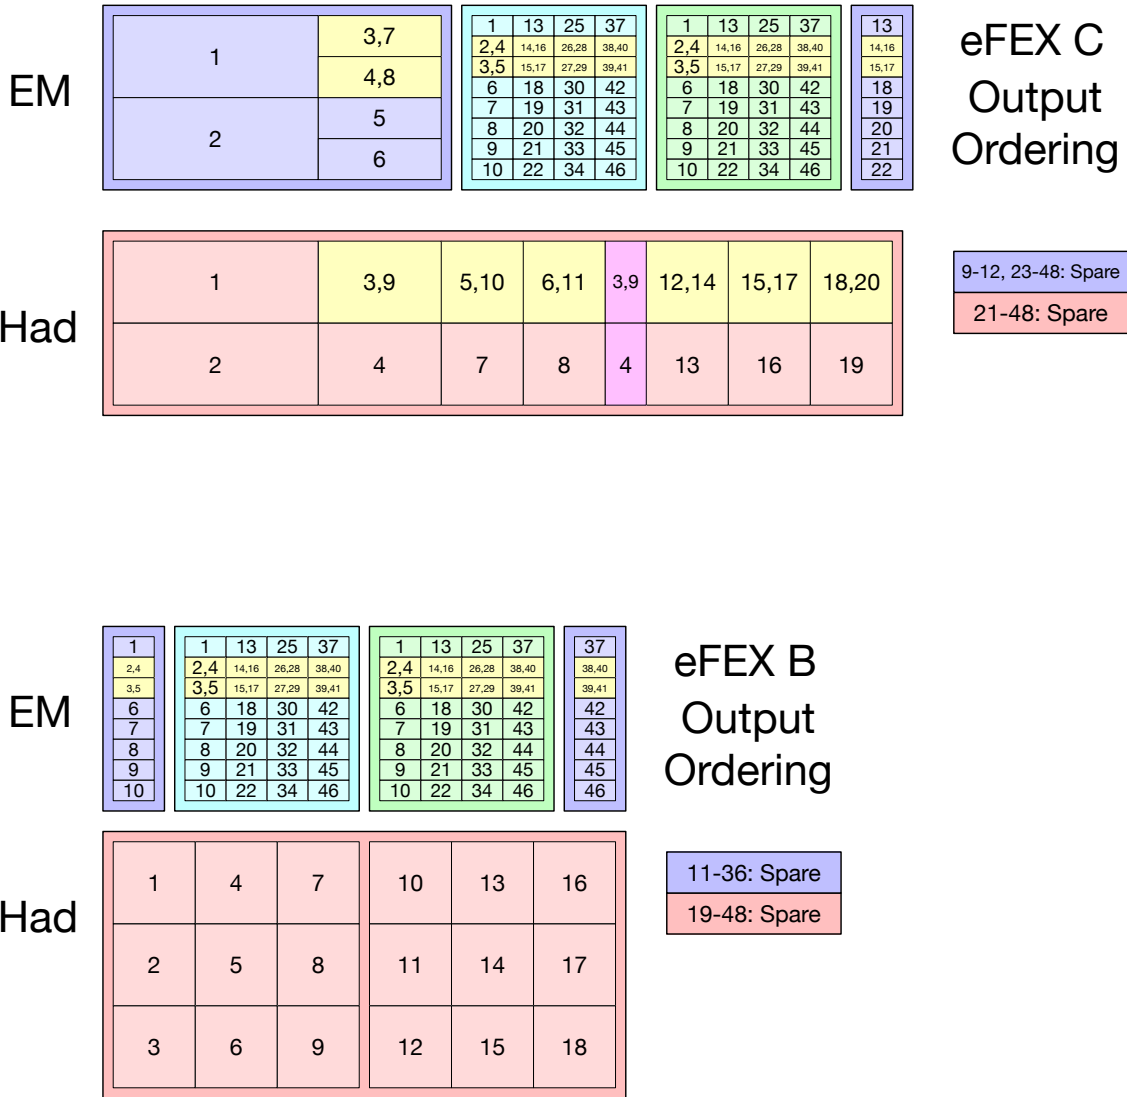 EM
1 3,7
4,8
2 5
6
1 13 25 37
2,4 14,16 26,28 38,40
3,5 15,17 27,29 39,41
6 18 30 42
7 19 31 43
8 20 32 44
9 21 33 45
10 22 34 46
1 13 25 37
2,4 14,16 26,28 38,40
3,5 15,17 27,29 39,41
6 18 30 42
7 19 31 43
8 20 32 44
9 21 33 45
10 22 34 46
13
14,16
15,17
18
19
20
21
22
eFEX C
Output
Ordering
Had
1 3,9 5,10 6,11 3,9 12,14 15,17 18,20
2 4 7 8 4 13 16 19
9-12, 23-48: Spare
21-48: Spare
EM
1
2,4
3,5
6
7
8
9
10
1 13 25 37
2,4 14,16 26,28 38,40
3,5 15,17 27,29 39,41
6 18 30 42
7 19 31 43
8 20 32 44
9 21 33 45
10 22 34 46
1 13 25 37
2,4 14,16 26,28 38,40
3,5 15,17 27,29 39,41
6 18 30 42
7 19 31 43
8 20 32 44
9 21 33 45
10 22 34 46
37
38,40
39,41
42
43
44
45
46
eFEX B
Output
Ordering
Had
1 4 7 10 13 16
2 5 8 11 14 17
3 6 9 12 15 18
11-36: Spare
19-48: Spare